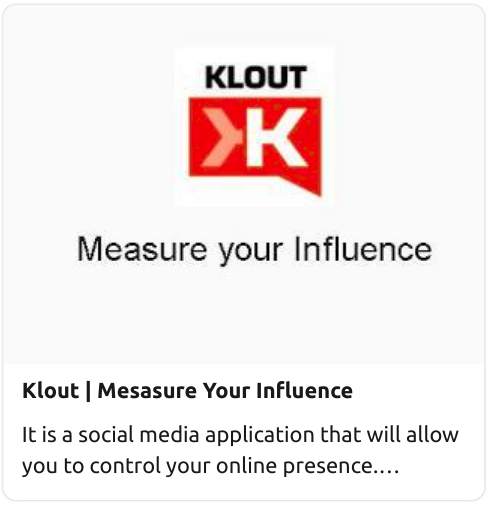 KLOUT
K
Measure your Influence
Klout | Mesasure Your Influence
It is a social media application that will allow
you to control your online presence.…